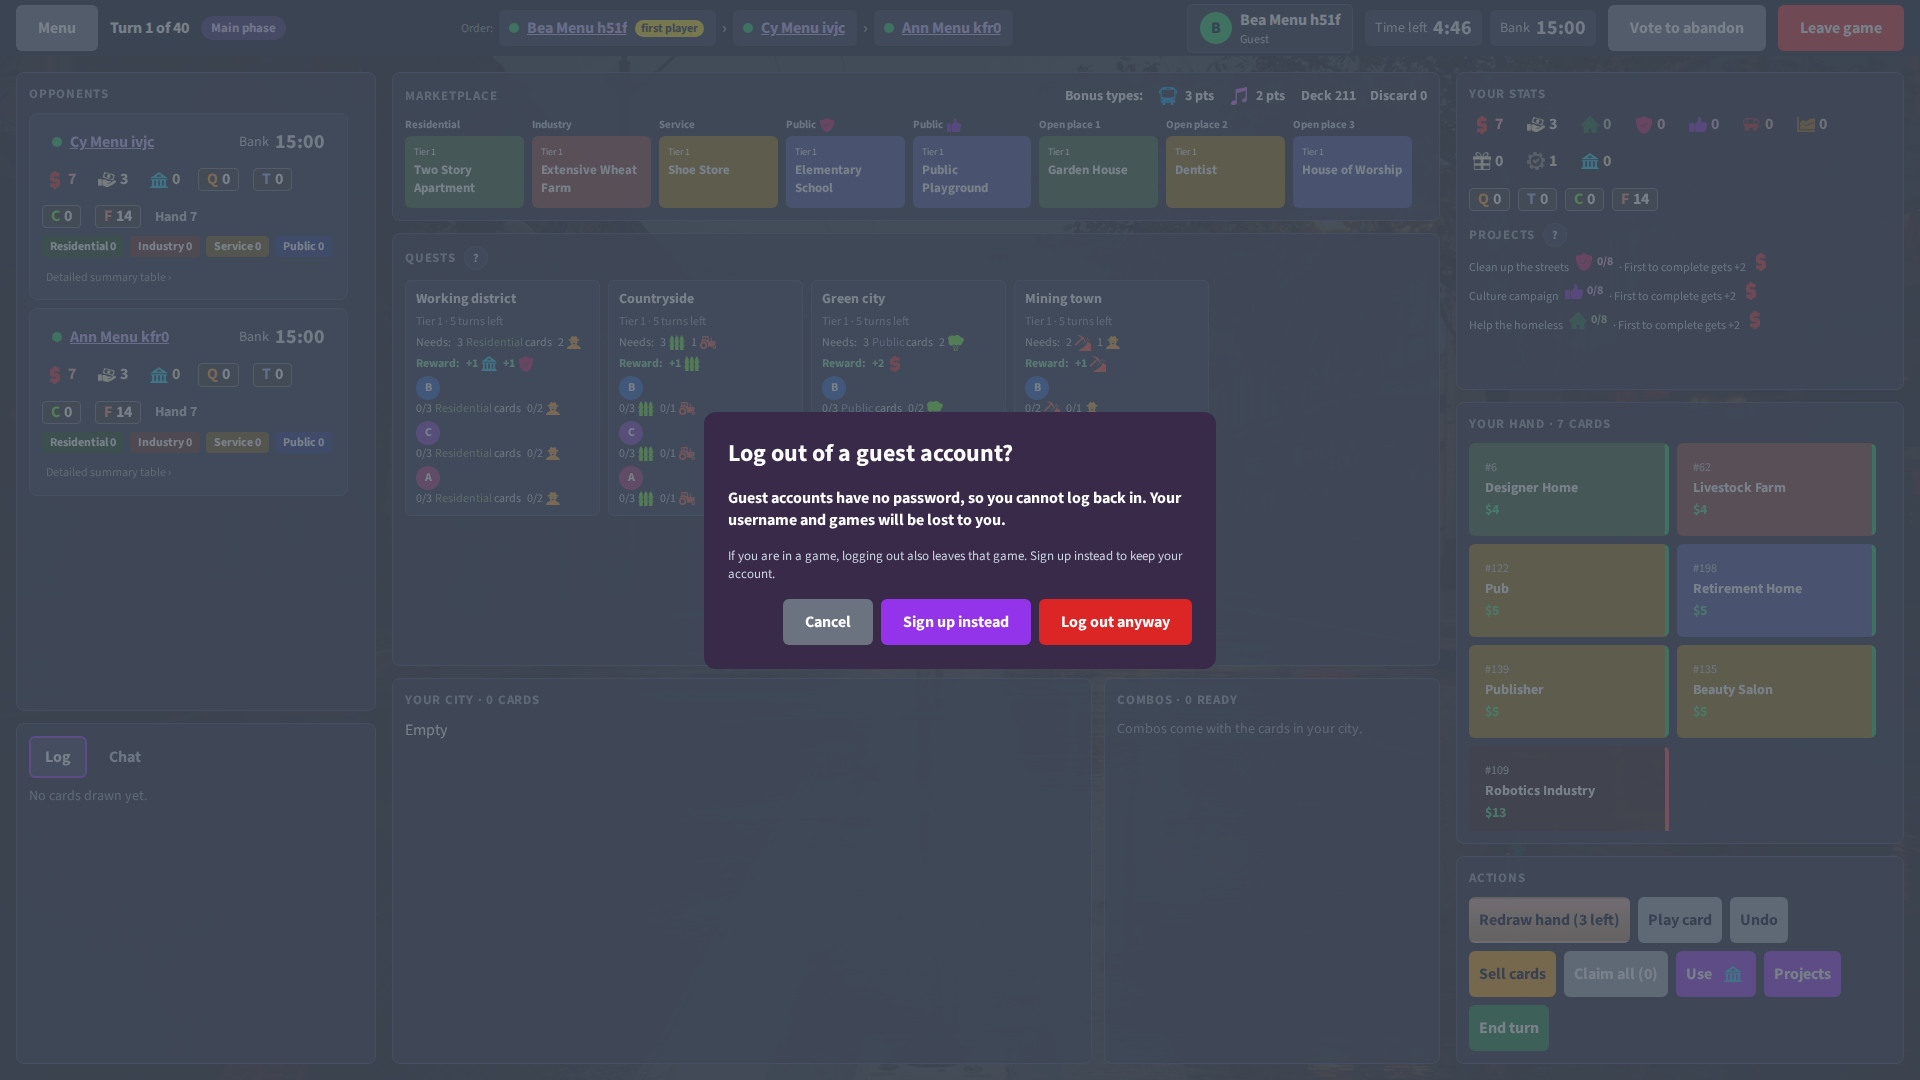 Menu
Turn 1 of 40
Main phase
Order:
Bea Menu h51f
first player
›
Cy Menu ivjc
›
Ann Menu kfr0
B
Bea Menu h51f
Guest
Time left 4:46
Bank 15:00
Vote to abandon
Leave game
OPPONENTS
Cy Menu ivjc
Bank 15:00
7 3 0 Q 0 T 0
C 0 F 14 Hand 7
Residential 0 Industry 0 Service 0 Public 0
Detailed summary table ›
Ann Menu kfr0
Bank 15:00
7 3 0 Q 0 T 0
C 0 F 14 Hand 7
Residential 0 Industry 0 Service 0 Public 0
Detailed summary table ›
Log
Chat
No cards drawn yet.
MARKETPLACE
Bonus types: 3 pts 2 pts Deck 211 Discard 0
Residential
Tier 1
Two Story
Apartment
Industry
Tier 1
Extensive Wheat
Farm
Service
Tier 1
Shoe Store
Public
Tier 1
Elementary
School
Public
Tier 1
Public
Playground
Open place 1
Tier 1
Garden House
Open place 2
Tier 1
Dentist
Open place 3
Tier 1
House of Worship
QUESTS ?
Working district
Tier 1 · 5 turns left
Needs: 3 Residential cards 2
Reward: +1 +1
B
0/3 Residential cards 0/2
C
0/3 Residential cards 0/2
A
0/3 Residential cards 0/2
Countryside
Tier 1 · 5 turns left
Needs: 3 1
Reward: +1
B
0/3 0/1
C
0/3 0/1
A
0/3 0/1
Green city
Tier 1 · 5 turns left
Needs: 3 Public cards 2
Reward: +2
B
0/3 Public cards 0/2
Mining town
Tier 1 · 5 turns left
Needs: 2 1
Reward: +1
B
0/2 0/1
Log out of a guest account?
Guest accounts have no password, so you cannot log back in. Your
username and games will be lost to you.
If you are in a game, logging out also leaves that game. Sign up instead to keep your
account.
Cancel
Sign up instead
Log out anyway
YOUR CITY · 0 CARDS
Empty
COMBOS · 0 READY
Combos come with the cards in your city.
YOUR STATS
7 3 0 0 0 0 0
0 1 0
Q 0 T 0 C 0 F 14
PROJECTS ?
Clean up the streets 0/8 · First to complete gets +2
Culture campaign 0/8 · First to complete gets +2
Help the homeless 0/8 · First to complete gets +2
YOUR HAND · 7 CARDS
#6
Designer Home
$4
#62
Livestock Farm
$4
#122
Pub
$5
#198
Retirement Home
$5
#139
Publisher
$5
#135
Beauty Salon
$5
#109
Robotics Industry
$13
ACTIONS
Redraw hand (3 left)
Play card
Undo
Sell cards
Claim all (0)
Use
Projects
End turn